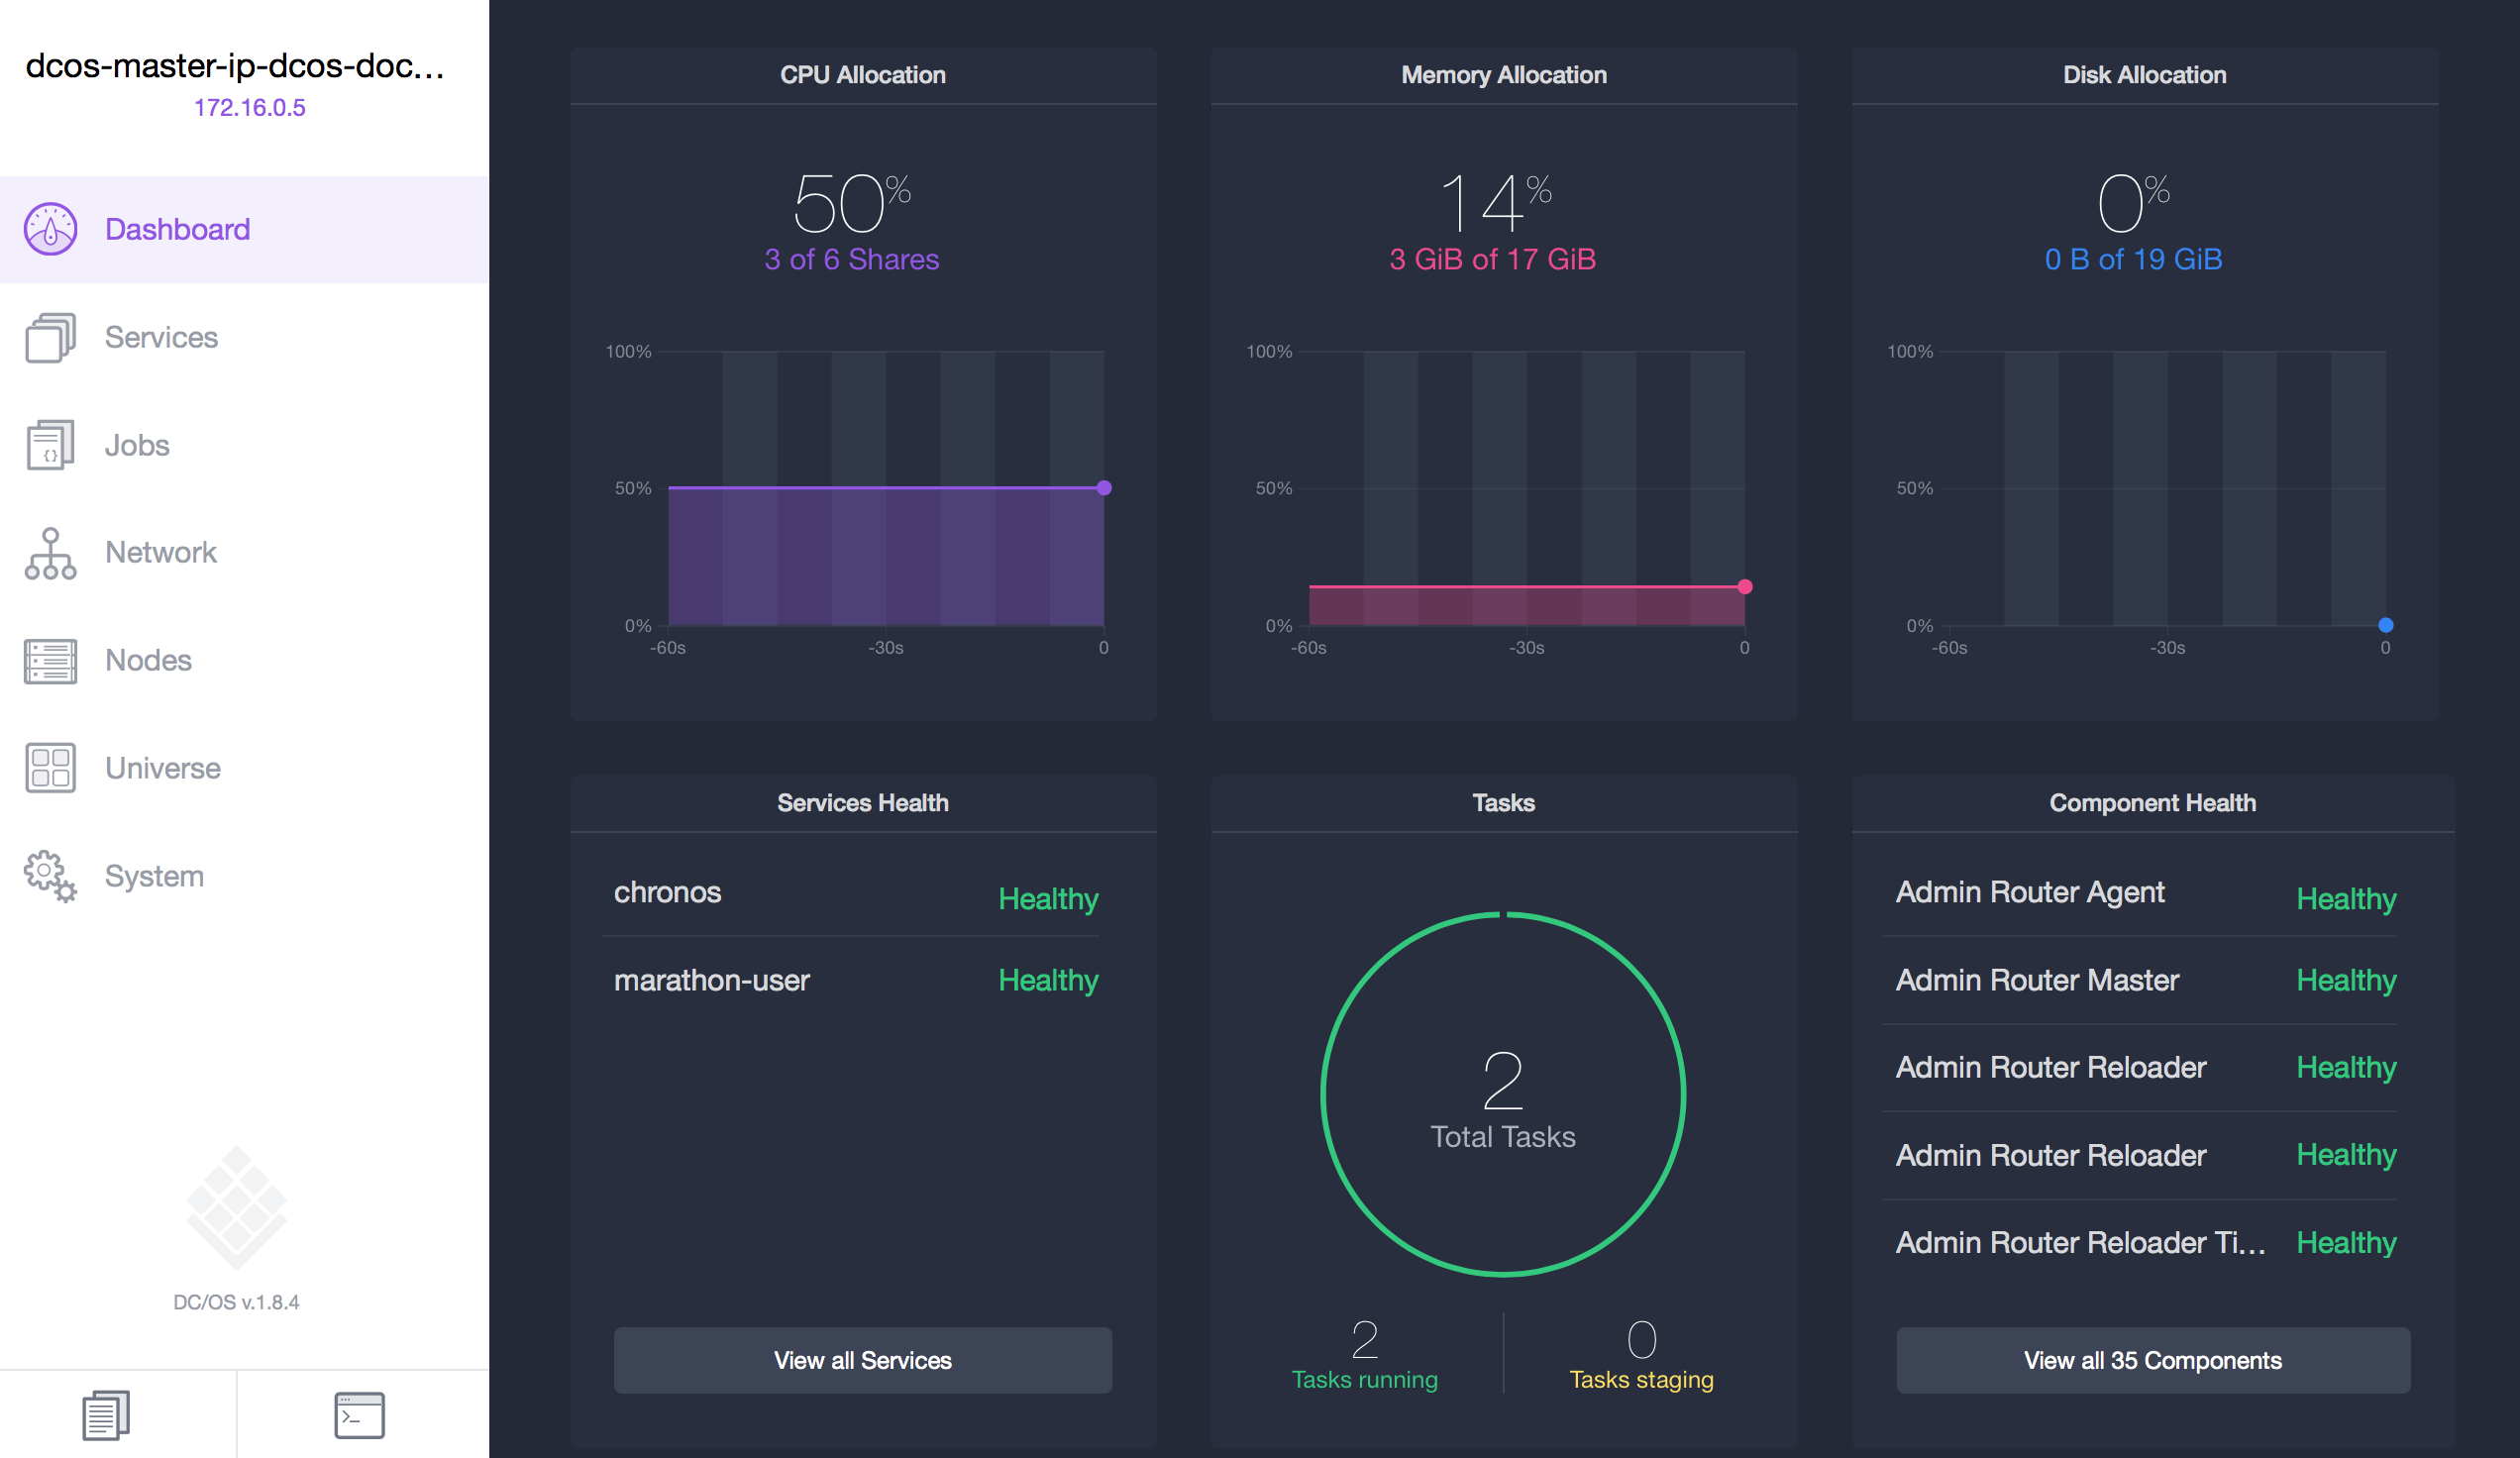 dcos-master-ip-dcos-doc...
172.16.0.5
Dashboard
Services
Jobs
Network
Nodes
Universe
System
DC/OS v.1.8.4
CPU Allocation
50%
3 of 6 Shares
100%
50%
0%
-60s -30s 0
Memory Allocation
14%
3 GiB of 17 GiB
100%
50%
0%
-60s -30s 0
Disk Allocation
0%
0 B of 19 GiB
100%
50%
0%
-60s -30s 0
Services Health
chronos Healthy
marathon-user Healthy
View all Services
Tasks
2
Total Tasks
2
Tasks running
0
Tasks staging
Component Health
Admin Router Agent Healthy
Admin Router Master Healthy
Admin Router Reloader Healthy
Admin Router Reloader Healthy
Admin Router Reloader Ti... Healthy
View all 35 Components